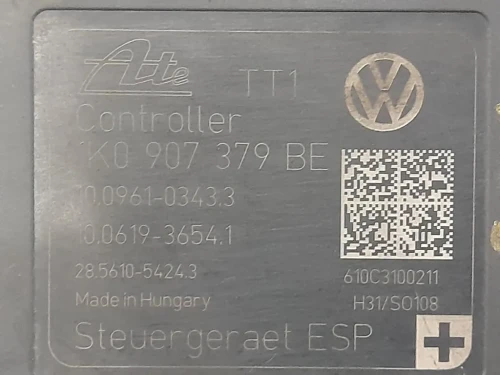 Ate TT1
Controller
1K0 907 379 BE
10.0961-0343.3
10.0619-3654.1
28.5610-5424.3 610C3100211
Made in Hungary H31/SO108
Steuergeraet ESP